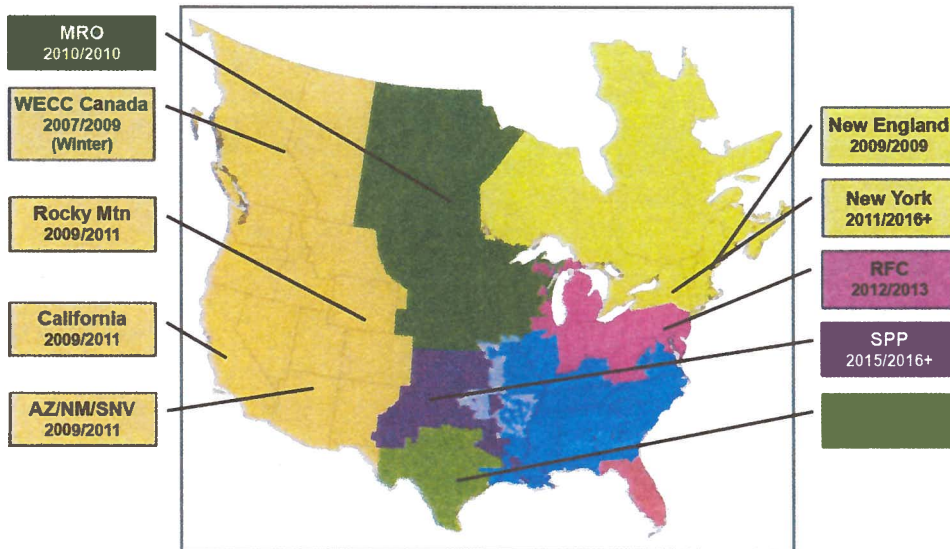 MRO
2010/2010
WECC Canada
2007/2009
(Winter)
Rocky Mtn
2009/2011
California
2009/2011
AZ/NM/SNV
2009/2011
New England
2009/2009
New York
2011/2016+
RFC
2012/2013
SPP
2015/2016+